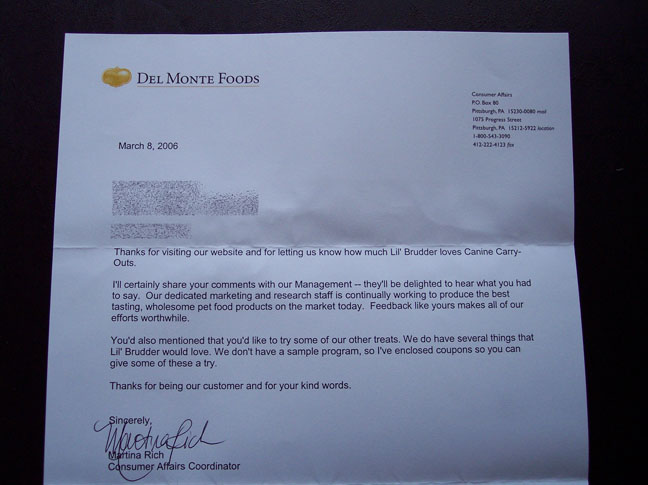 DEL MONTE FOODS
Consumer Affairs
P.O. Box 80
Pittsburgh, PA 15230-0080 mail
1075 Progress Street
Pittsburgh, PA 15212-5922 location
1-800-543-3090
412-222-4123 fax
March 8, 2006
Thanks for visiting our website and for letting us know how much Lil' Brudder loves Canine Carry-
Outs.
I'll certainly share your comments with our Management -- they'll be delighted to hear what you had
to say. Our dedicated marketing and research staff is continually working to produce the best
tasting, wholesome pet food products on the market today. Feedback like yours makes all of our
efforts worthwhile.
You'd also mentioned that you'd like to try some of our other treats. We do have several things that
Lil' Brudder would love. We don't have a sample program, so I've enclosed coupons so you can
give some of these a try.
Thanks for being our customer and for your kind words.
Sincerely,
Martina Rich
Martina Rich
Consumer Affairs Coordinator